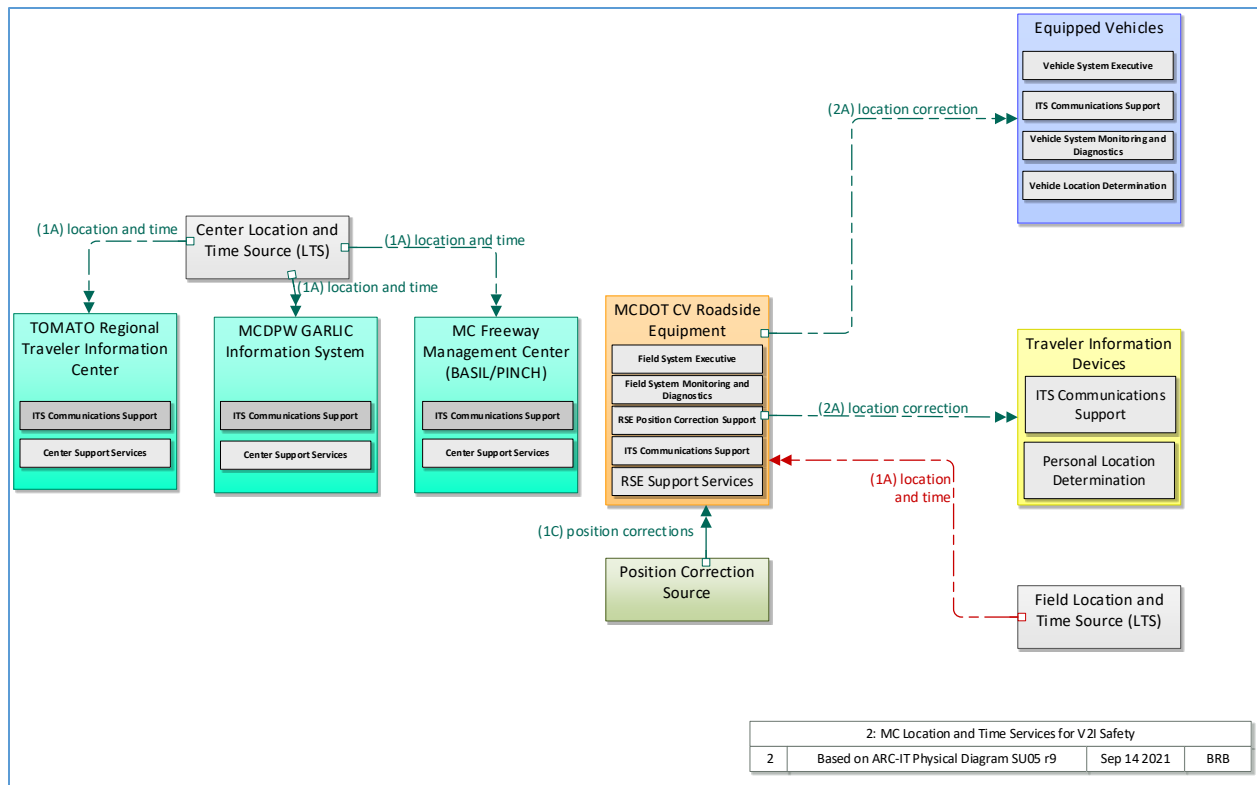 Equipped Vehicles
Vehicle System Executive
ITS Communications Support
Vehicle System Monitoring and
Diagnostics
Vehicle Location Determination
(2A) location correction
(1A) location and time
Center Location and
Time Source (LTS)
(1A) location and time
(1A) location and time
TOMATO Regional
Traveler Information
Center
ITS Communications Support
Center Support Services
MCDPW GARLIC
Information System
ITS Communications Support
Center Support Services
MC Freeway
Management Center
(BASIL/PINCH)
ITS Communications Support
Center Support Services
MCDOT CV Roadside
Equipment
Field System Executive
Field System Monitoring and
Diagnostics
RSE Position Correction Support
ITS Communications Support
RSE Support Services
(2A) location correction
Traveler Information
Devices
ITS Communications
Support
Personal Location
Determination
(1A) location
and time
(1C) position corrections
Position Correction
Source
Field Location and
Time Source (LTS)
2: MC Location and Time Services for V2I Safety
2 Based on ARC-IT Physical Diagram SU05 r9 Sep 14 2021 BRB